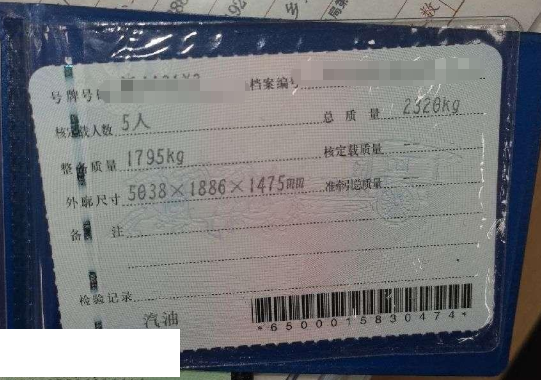 号牌号码 档案编号
核定载人数 5人 总质量 2320kg
整备质量 1795kg 核定载质量
外廓尺寸 5038×1886×1475mm 准牵引总质量
备注
检验记录
汽油
*6500015830474*